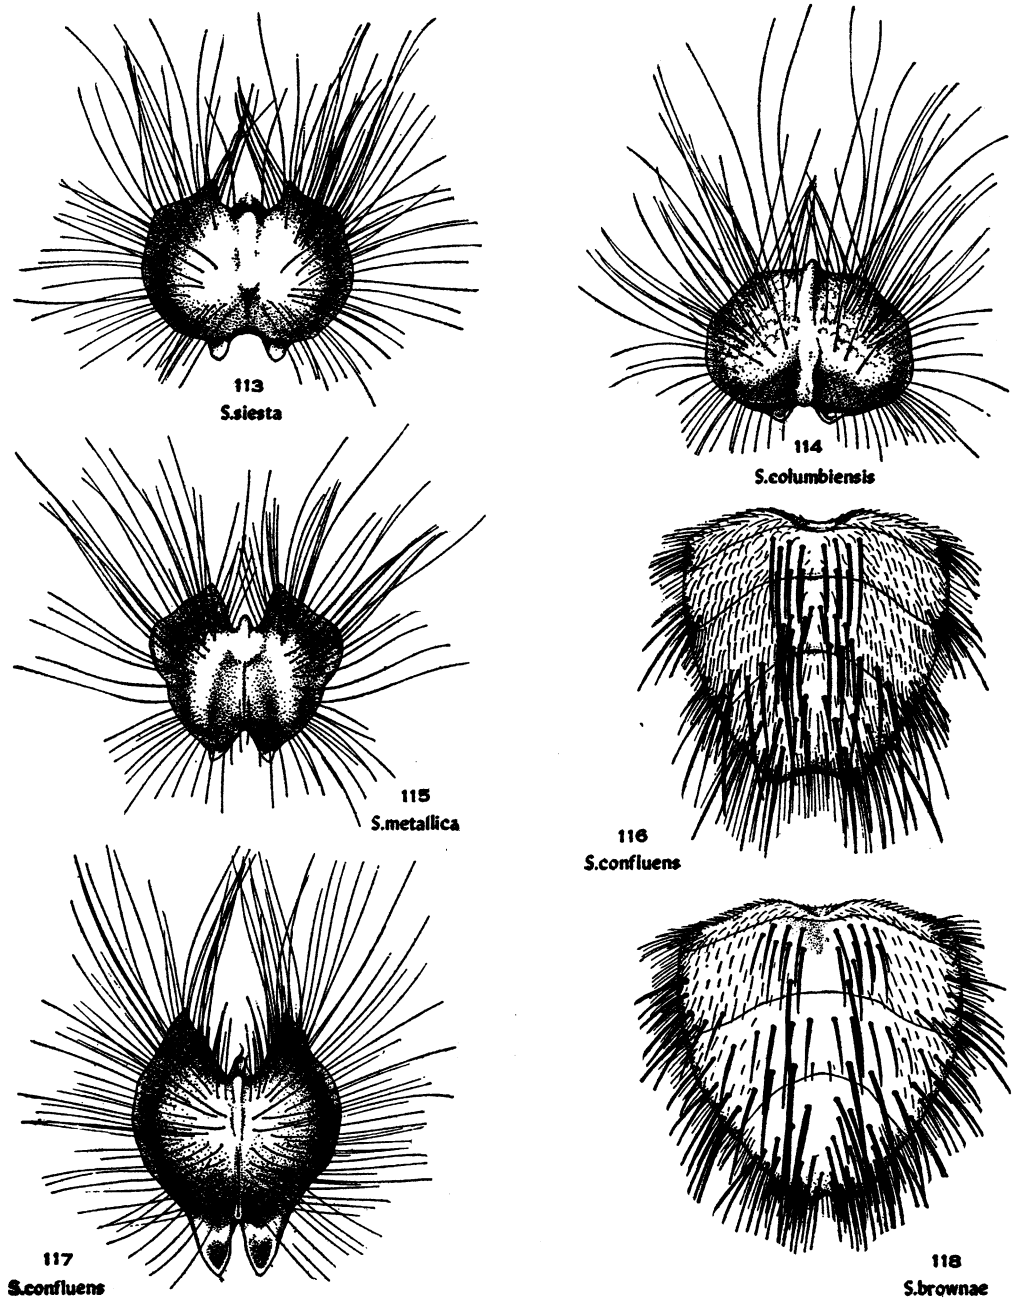 113
S.siesta
114
S.columbiensis
115
S.metallica
116
S.confluens
117
S.confluens
118
S.brownae